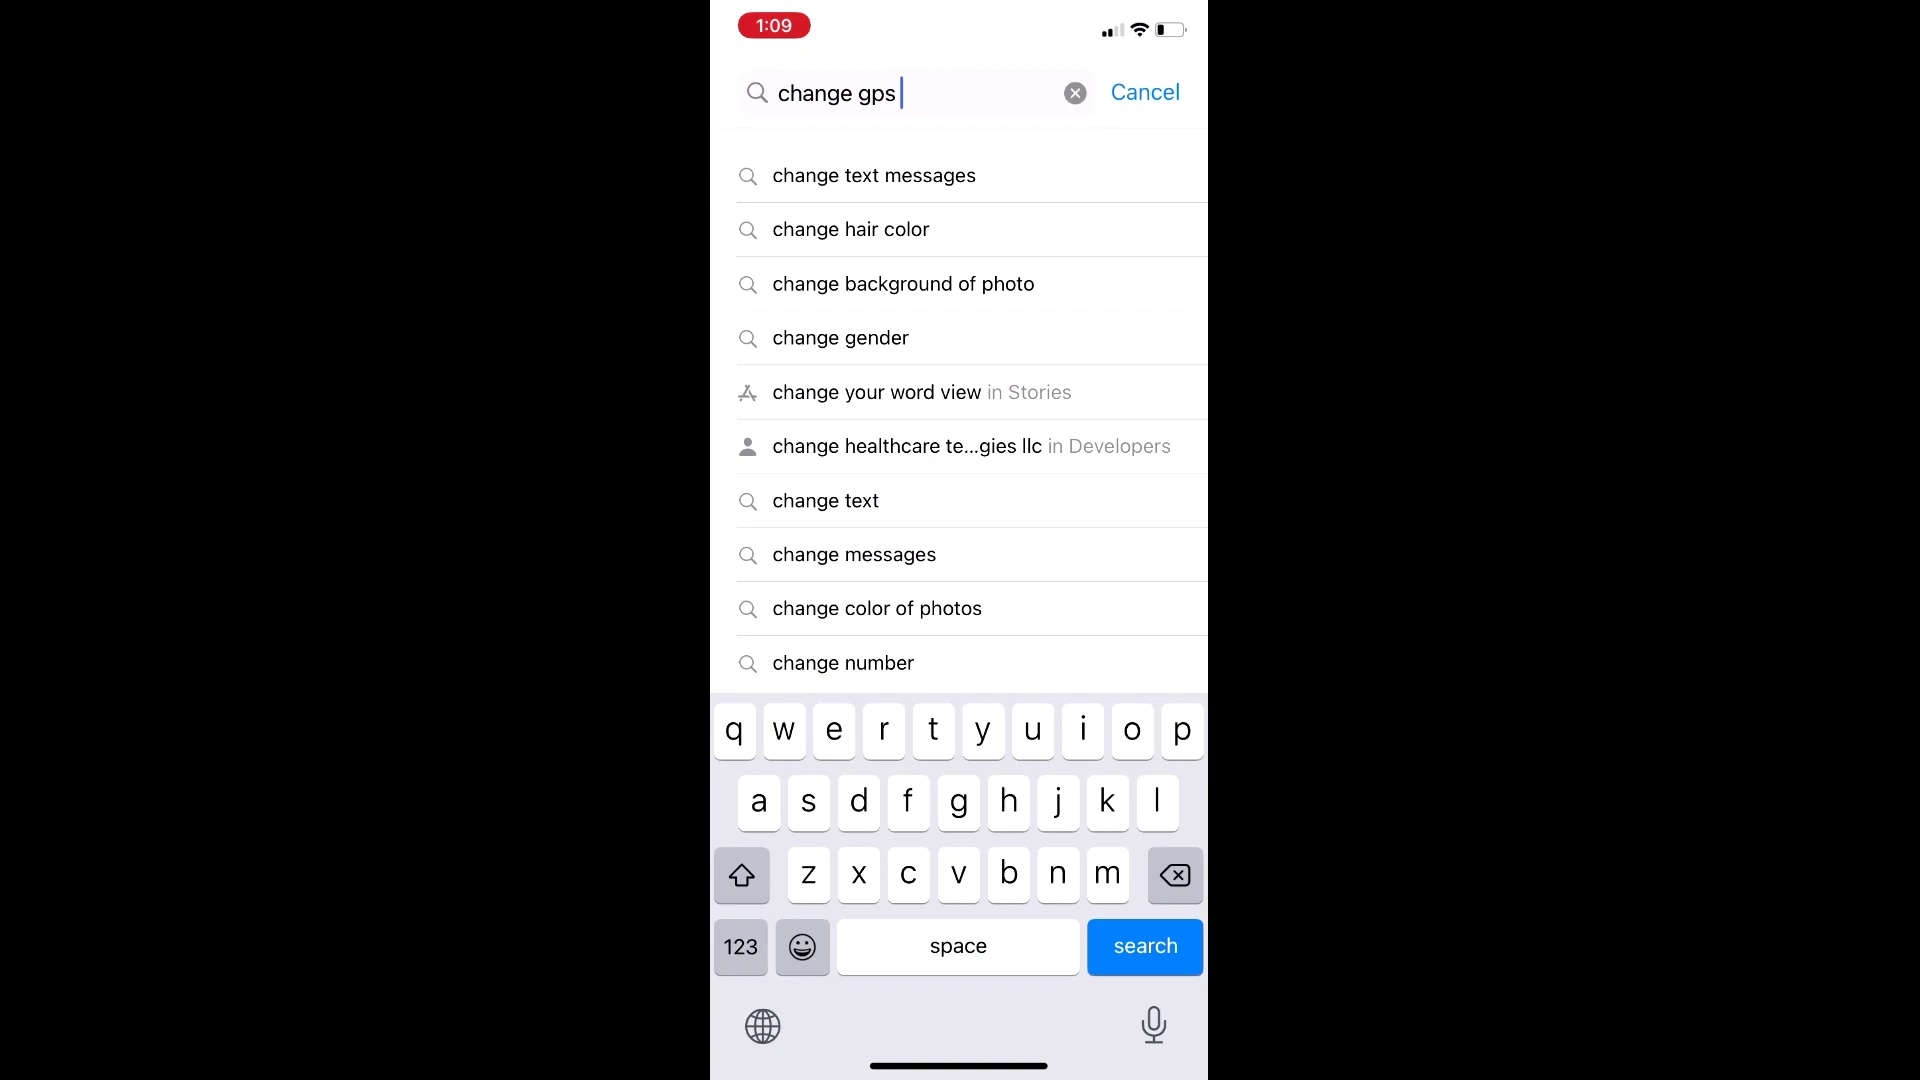 1:09
change gps
Cancel
change text messages
change hair color
change background of photo
change gender
change your word view in Stories
change healthcare te...gies llc in Developers
change text
change messages
change color of photos
change number
q w e r t y u i o p
a s d f g h j k l
z x c v b n m
123 space search